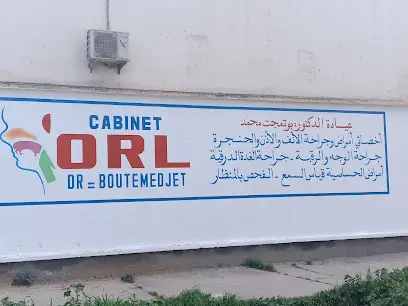 CABINET
ORL
DR = BOUTEMEDJET
عيادة الدكتور: بوتمجت محمد
أخصائي أمراض وجراحة الأنف والأذن والحنجرة
جراحة الوجه والرقبة - جراحة الغدة الدرقية
أمراض الحساسية قياس السمع - الفحص بالمنظار